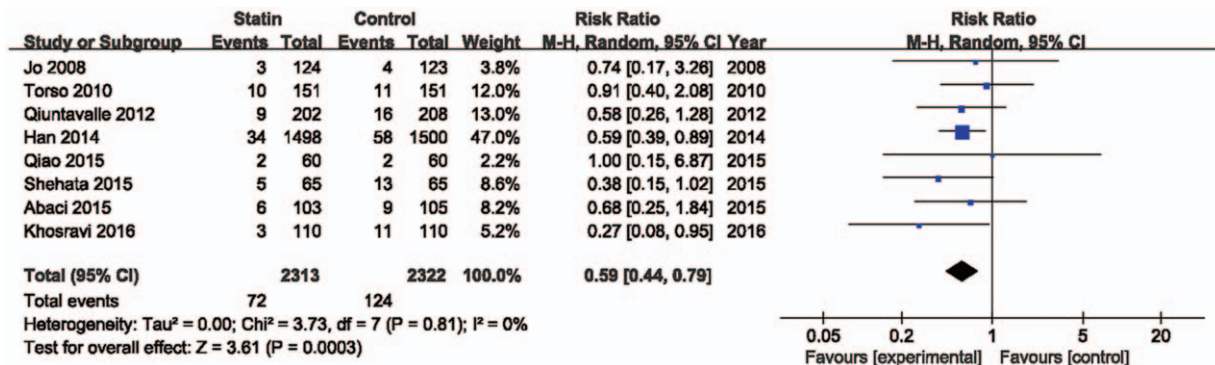 Statin Control Risk Ratio Risk Ratio
Study or Subgroup Events Total Events Total Weight M-H, Random, 95% CI Year M-H, Random, 95% CI
Jo 2008 3 124 4 123 3.8% 0.74 [0.17, 3.26] 2008
Torso 2010 10 151 11 151 12.0% 0.91 [0.40, 2.08] 2010
Qiuntavalle 2012 9 202 16 208 13.0% 0.58 [0.26, 1.28] 2012
Han 2014 34 1498 58 1500 47.0% 0.59 [0.39, 0.89] 2014
Qiao 2015 2 60 2 60 2.2% 1.00 [0.15, 6.87] 2015
Shehata 2015 5 65 13 65 8.6% 0.38 [0.15, 1.02] 2015
Abaci 2015 6 103 9 105 8.2% 0.68 [0.25, 1.84] 2015
Khosravi 2016 3 110 11 110 5.2% 0.27 [0.08, 0.95] 2016
Total (95% CI) 2313 2322 100.0% 0.59 [0.44, 0.79]
Total events 72 124
Heterogeneity: Tau² = 0.00; Chi² = 3.73, df = 7 (P = 0.81); I² = 0%
Test for overall effect: Z = 3.61 (P = 0.0003)
0.05 0.2 1 5 20
Favours [experimental] Favours [control]